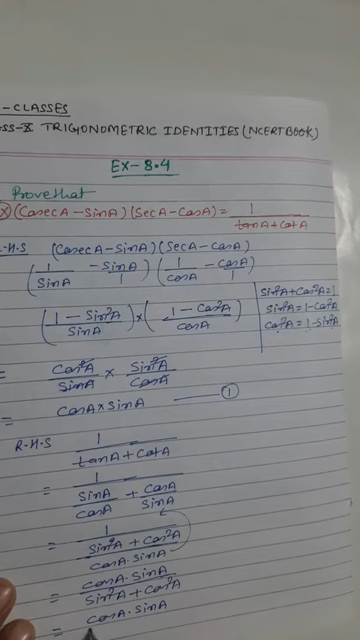 -CLASSES
SS-X TRIGONOMETRIC IDENTITIES (NCERT BOOK)
EX-8.4
Prove that
x) (CosecA-SinA) (SecA-CosA) = 1/(tanA+CotA)
L.H.S (CosecA-SinA) (SecA-CosA)
(1/SinA - SinA/1) (1/CosA - CosA/1)
((1-Sin²A)/SinA) × ((1-Cos²A)/CosA)
Sin²A+Cos²A=1
Sin²A=1-Cos²A
Cos²A=1-Sin²A
= Cos²A/SinA × Sin²A/CosA
= CosA×SinA —— ①
R.H.S 1/(tanA+CotA)
= 1/(SinA/CosA + CosA/SinA)
= 1/((Sin²A+Cos²A)/(CosA.SinA))
= (CosA.SinA)/(Sin²A+Cos²A)
= CosA.SinA